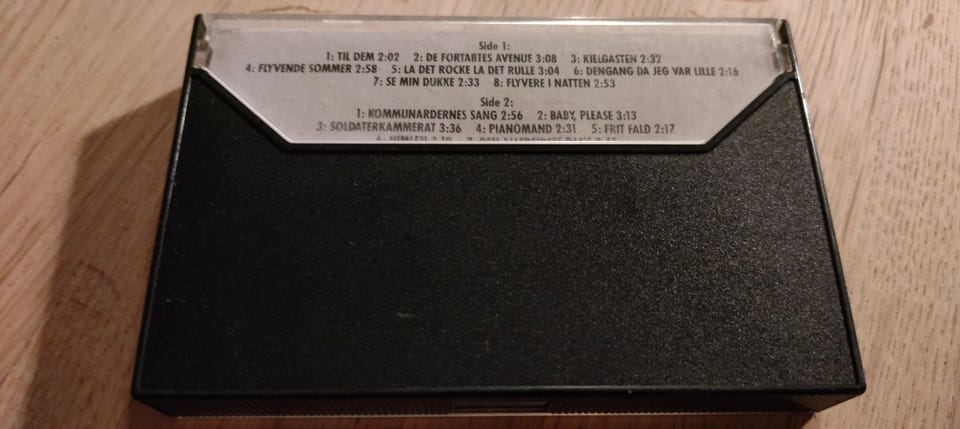 Side 1:
1: TIL DEM 2:02 2: DE FORTABTES AVENUE 3:08 3: KIELGASTEN 2:32
4: FLYVENDE SOMMER 2:58 5: LA DET ROCKE LA DET RULLE 3:04 6: DENGANG DA JEG VAR LILLE 2:16
7: SE MIN DUKKE 2:33 8: FLYVERE I NATTEN 2:53
Side 2:
1: KOMMUNARDERNES SANG 2:56 2: BABY, PLEASE 3:13
3: SOLDATERKAMMERAT 3:36 4: PIANOMAND 2:31 5: FRIT FALD 2:17